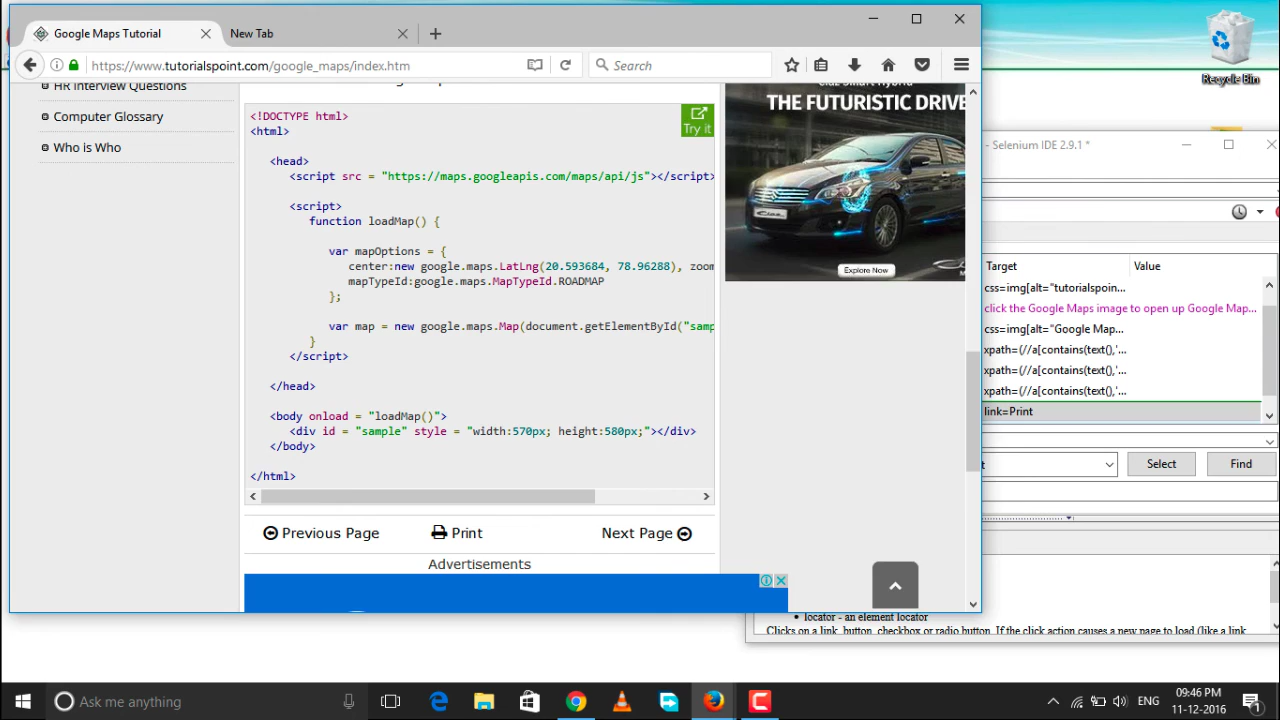 Google Maps Tutorial
New Tab
https://www.tutorialspoint.com/google_maps/index.htm
Search
HR Interview Questions
Computer Glossary
Who is Who
<!DOCTYPE html>
<html>
<head>
<script src = "https://maps.googleapis.com/maps/api/js"></script>
<script>
function loadMap() {
var mapOptions = {
center:new google.maps.LatLng(20.593684, 78.96288), zoom
mapTypeId:google.maps.MapTypeId.ROADMAP
};
var map = new google.maps.Map(document.getElementById("samp
}
</script>
</head>
<body onload = "loadMap()">
<div id = "sample" style = "width:570px; height:580px;"></div>
</body>
</html>
Try it
Previous Page
Print
Next Page
Advertisements
THE FUTURISTIC DRIVE
Explore Now
Recycle Bin
- Selenium IDE 2.9.1 *
Target
Value
css=img[alt="tutorialspoin...
click the Google Maps image to open up Google Map...
css=img[alt="Google Map...
xpath=(//a[contains(text(),'...
xpath=(//a[contains(text(),'...
xpath=(//a[contains(text(),'...
link=Print
Select
Find
locator - an element locator
Clicks on a link, button, checkbox or radio button. If the click action causes a new page to load (like a link
Ask me anything
ENG
09:46 PM
11-12-2016
1